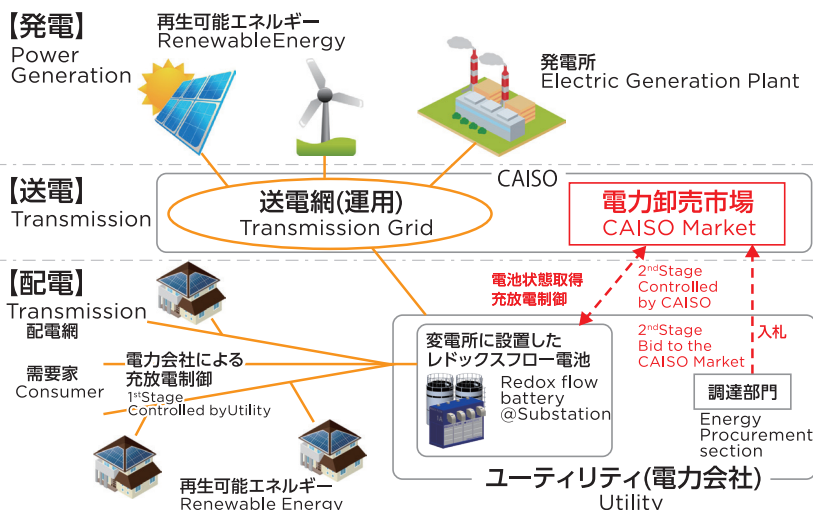 【発電】
Power
Generation
再生可能エネルギー
RenewableEnergy
発電所
Electric Generation Plant
【送電】
Transmission
CAISO
送電網(運用)
Transmission Grid
電力卸売市場
CAISO Market
【配電】
Transmission
配電網
需要家
Consumer
電力会社による
充放電制御
1stStage
Controlled byUtility
再生可能エネルギー
Renewable Energy
電池状態取得
充放電制御
2ndStage
Controlled
by CAISO
2ndStage
Bid to the
CAISO Market
入札
変電所に設置した
レドックスフロー電池
Redox flow
battery
@Substation
調達部門
Energy
Procurement
section
ユーティリティ(電力会社)
Utility